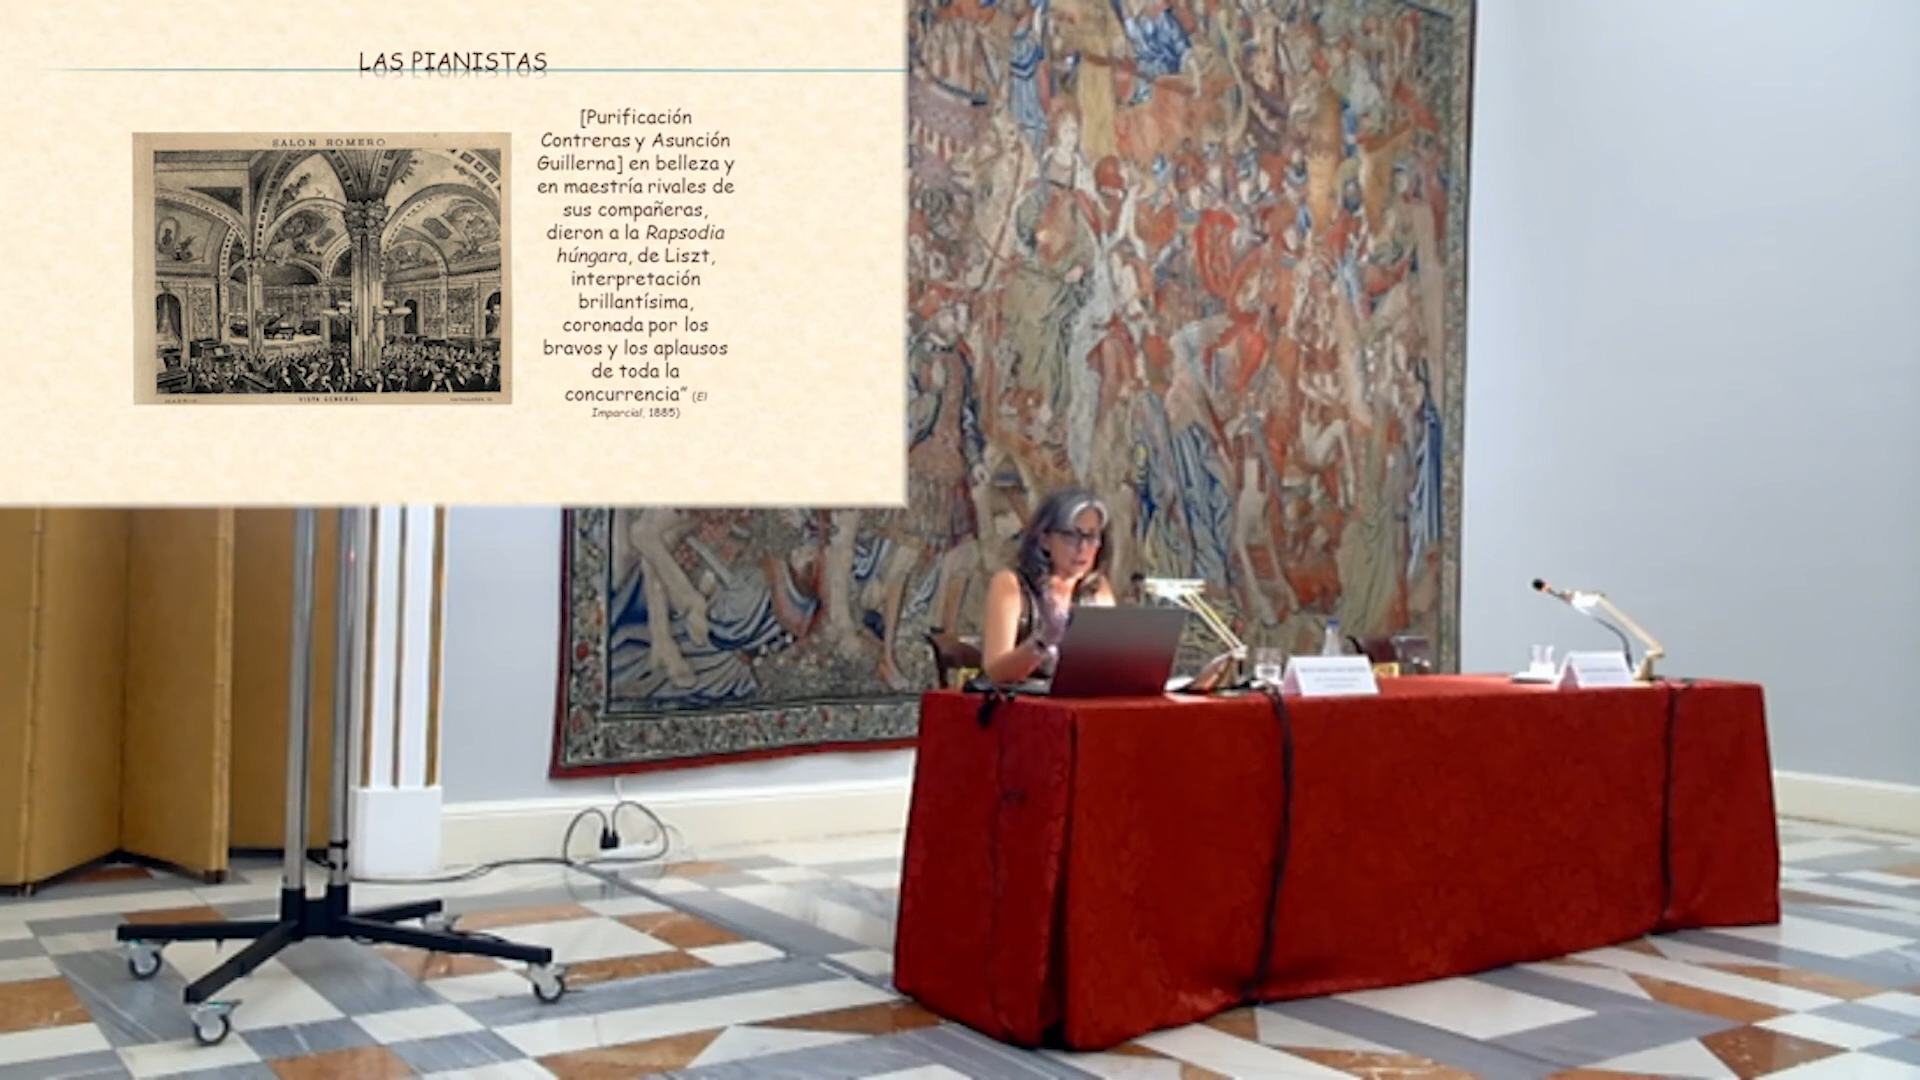 LAS PIANISTAS
SALON ROMERO
VISTA GENERAL
[Purificación
Contreras y Asunción
Guillerna] en belleza y
en maestría rivales de
sus compañeras,
dieron a la Rapsodia
húngara, de Liszt,
interpretación
brillantísima,
coronada por los
bravos y los aplausos
de toda la
concurrencia” (El
Imparcial, 1885)